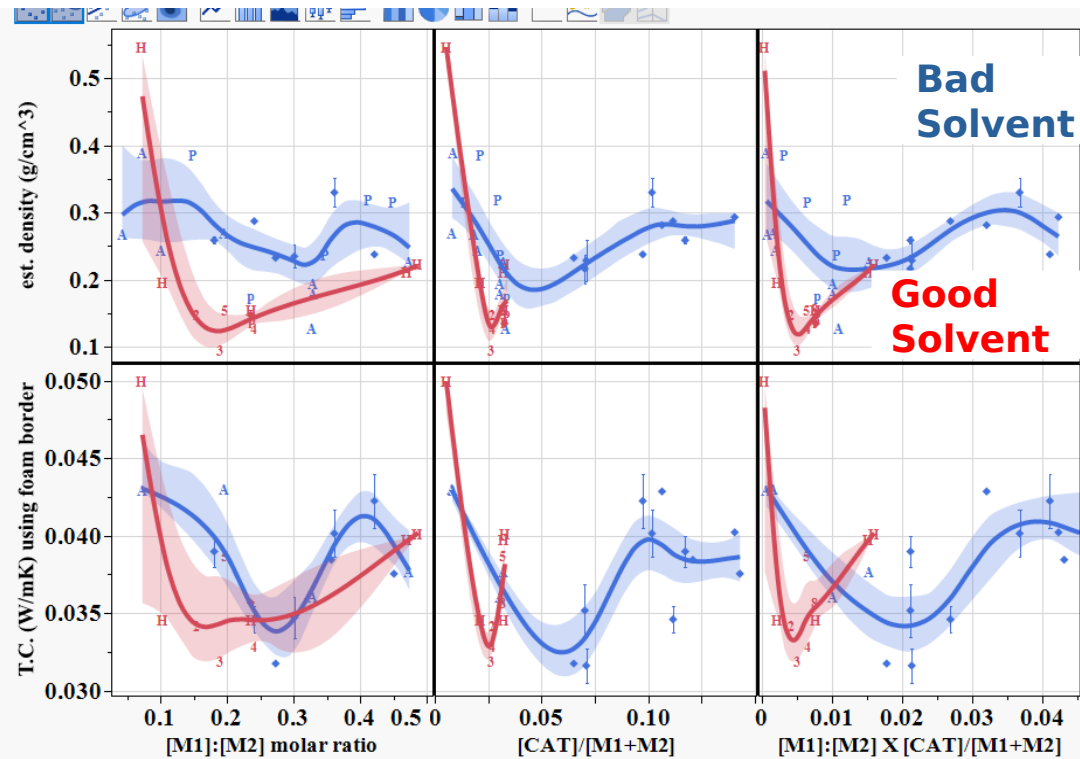 Bad
Solvent
Good
Solvent
est. density (g/cm^3)
0.5
0.4
0.3
0.2
0.1
T.C. (W/mK) using foam border
0.050
0.045
0.040
0.035
0.030
0.1 0.2 0.3 0.4 0.5
0 0.05 0.10
0 0.01 0.02 0.03 0.04
[M1]:[M2] molar ratio
[CAT]/[M1+M2]
[M1]:[M2] X [CAT]/[M1+M2]